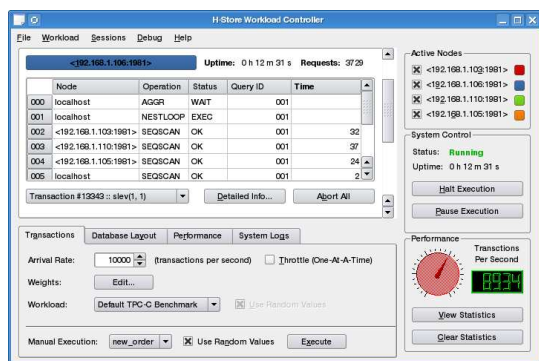 H-Store Workload Controller
File Workload Sessions Debug Help
<192.168.1.106:1981> Uptime: 0 h 12 m 31 s Requests: 3729
Node Operation Status Query ID Time
000 localhost AGGR WAIT 001
001 localhost NESTLOOP EXEC 001
002 <192.168.1.103:1981> SEQSCAN OK 001 32
003 <192.168.1.110:1981> SEQSCAN OK 001 37
004 <192.168.1.105:1981> SEQSCAN OK 001 24
005 localhost SEQSCAN OK 001 2
Transaction #13343 :: slev(1, 1) Detailed Info... Abort All
Transactions Database Layout Performance System Logs
Arrival Rate: 10000 (transactions per second) Throttle (One-At-A-Time)
Weights: Edit...
Workload: Default TPC-C Benchmark Use Random Values
Manual Execution: new_order Use Random Values Execute
Active Nodes
<192.168.1.103:1981>
<192.168.1.106:1981>
<192.168.1.110:1981>
<192.168.1.105:1981>
System Control
Status: Running
Uptime: 0 h 12 m 31 s
Halt Execution
Pause Execution
Performance
Transctions
Per Second
8934
View Statistics
Clear Statistics